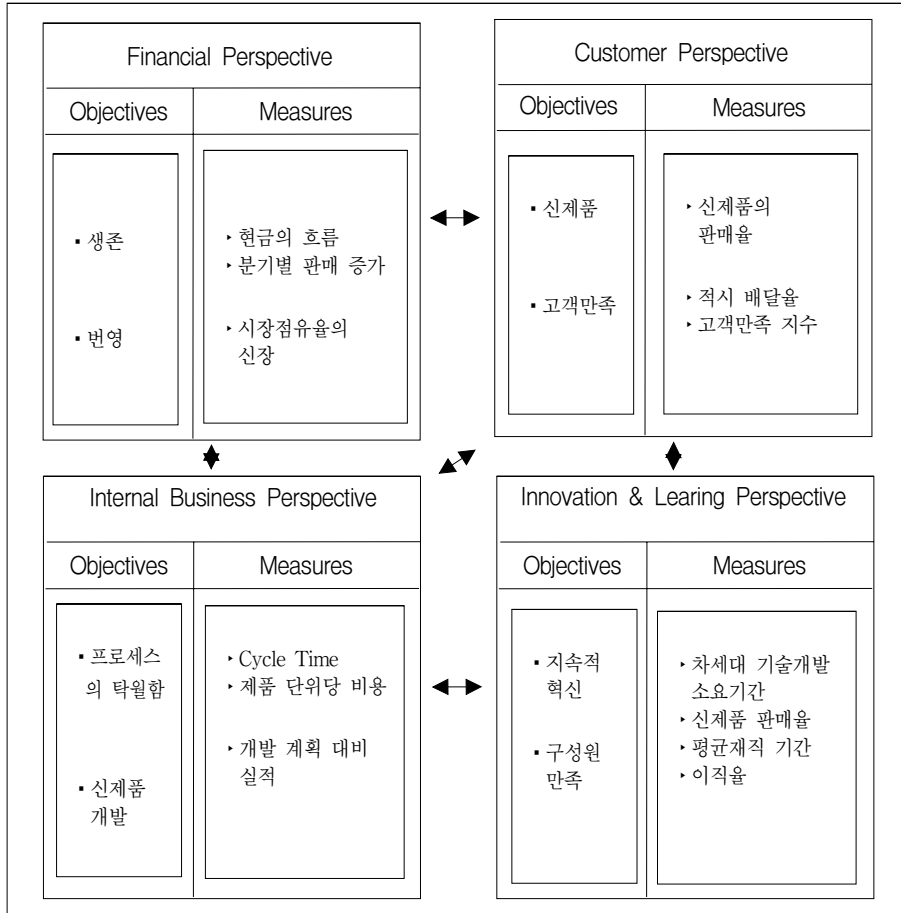 Financial Perspective
Objectives
Measures
▪ 생존
▪ 번영
‣ 현금의 흐름
‣ 분기별 판매 증가
‣ 시장점유율의
신장
Customer Perspective
Objectives
Measures
▪ 신제품
▪ 고객만족
‣ 신제품의
판매율
‣ 적시 배달율
‣ 고객만족 지수
Internal Business Perspective
Objectives
Measures
▪ 프로세스
의 탁월함
▪ 신제품
개발
‣ Cycle Time
‣ 제품 단위당 비용
‣ 개발 계획 대비
실적
Innovation & Learing Perspective
Objectives
Measures
▪ 지속적
혁신
▪ 구성원
만족
‣ 차세대 기술개발
소요기간
‣ 신제품 판매율
‣ 평균재직 기간
‣ 이직율